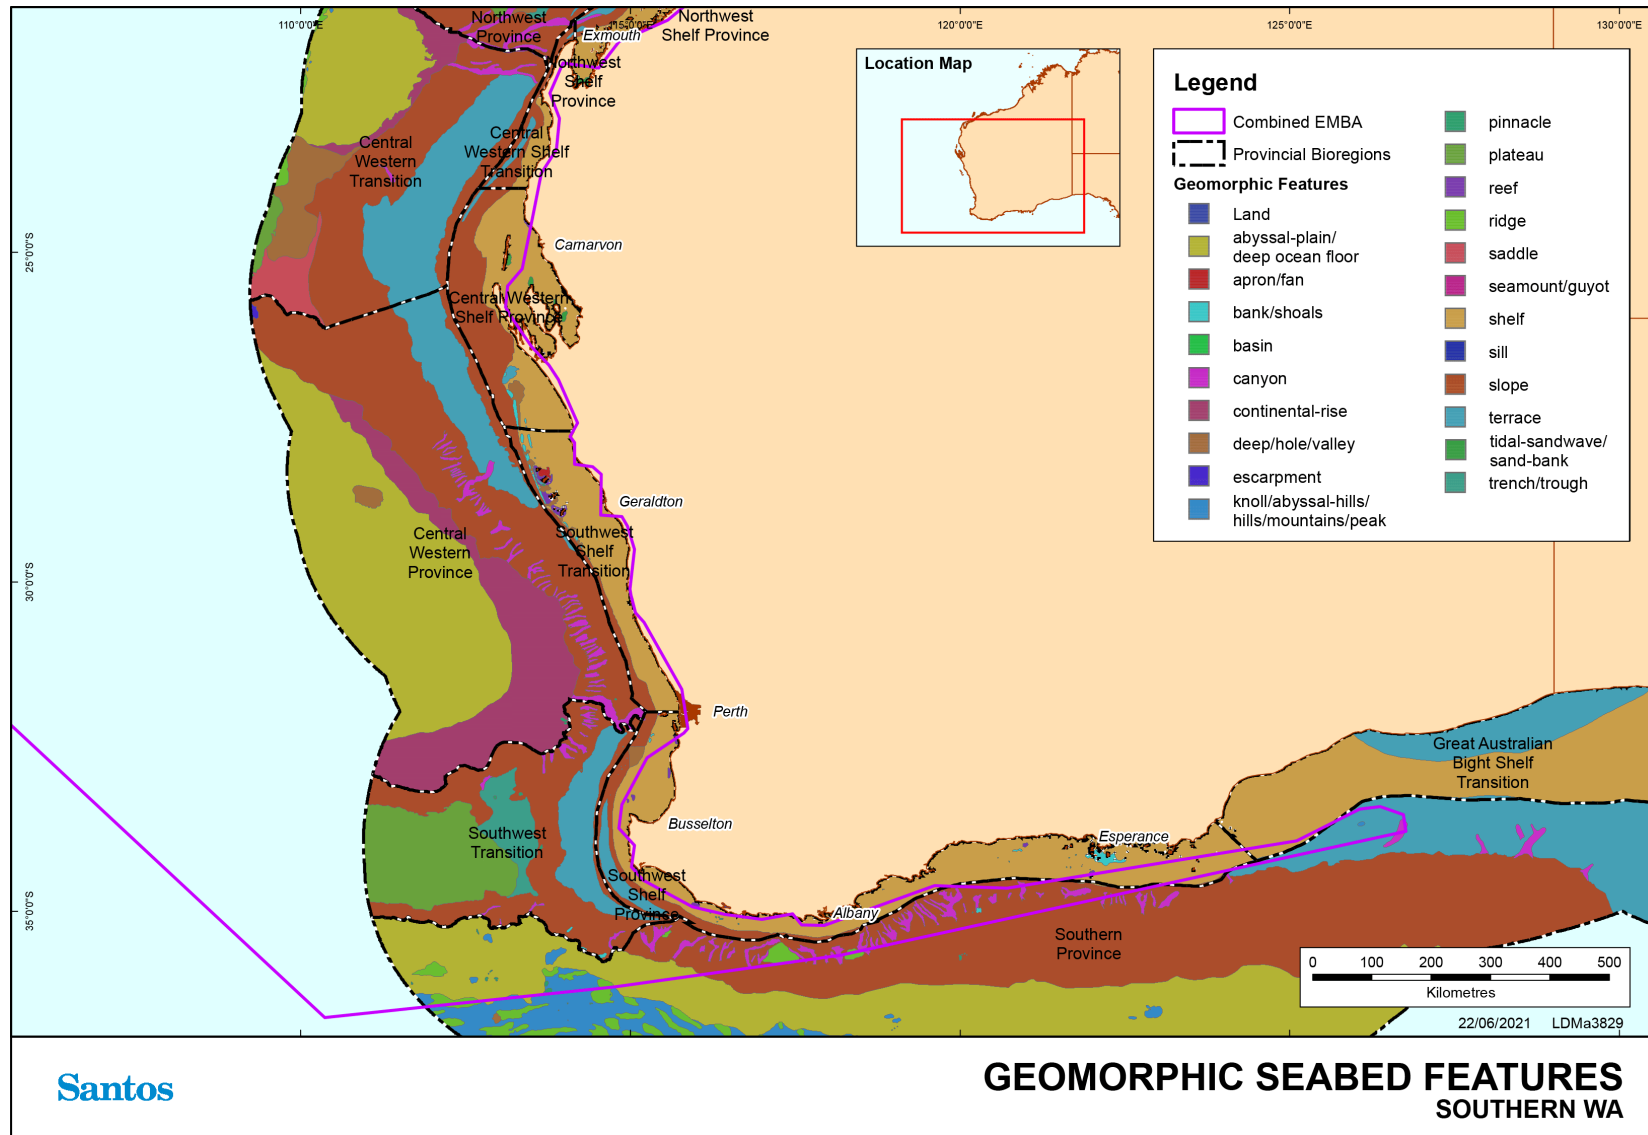 110°0'0"E
115°0'0"E
120°0'0"E
125°0'0"E
130°0'0"E
Northwest
Province
Northwest
Shelf Province
Exmouth
Northwest
Shelf
Province
Central
Western
Transition
Central
Western Shelf
Transition
Carnarvon
25°0'0"S
Central Western
Shelf Province
Geraldton
Southwest
Shelf
Transition
Central
Western
Province
30°0'0"S
Perth
Busselton
Southwest
Transition
Southwest
Shelf
Province
35°0'0"S
Albany
Esperance
Great Australian
Bight Shelf
Transition
Southern
Province
Location Map
Legend
Combined EMBA
Provincial Bioregions
Geomorphic Features
Land
abyssal-plain/
deep ocean floor
apron/fan
bank/shoals
basin
canyon
continental-rise
deep/hole/valley
escarpment
knoll/abyssal-hills/
hills/mountains/peak
pinnacle
plateau
reef
ridge
saddle
seamount/guyot
shelf
sill
slope
terrace
tidal-sandwave/
sand-bank
trench/trough
0 100 200 300 400 500
Kilometres
22/06/2021 LDMa3829
Santos
GEOMORPHIC SEABED FEATURES
SOUTHERN WA